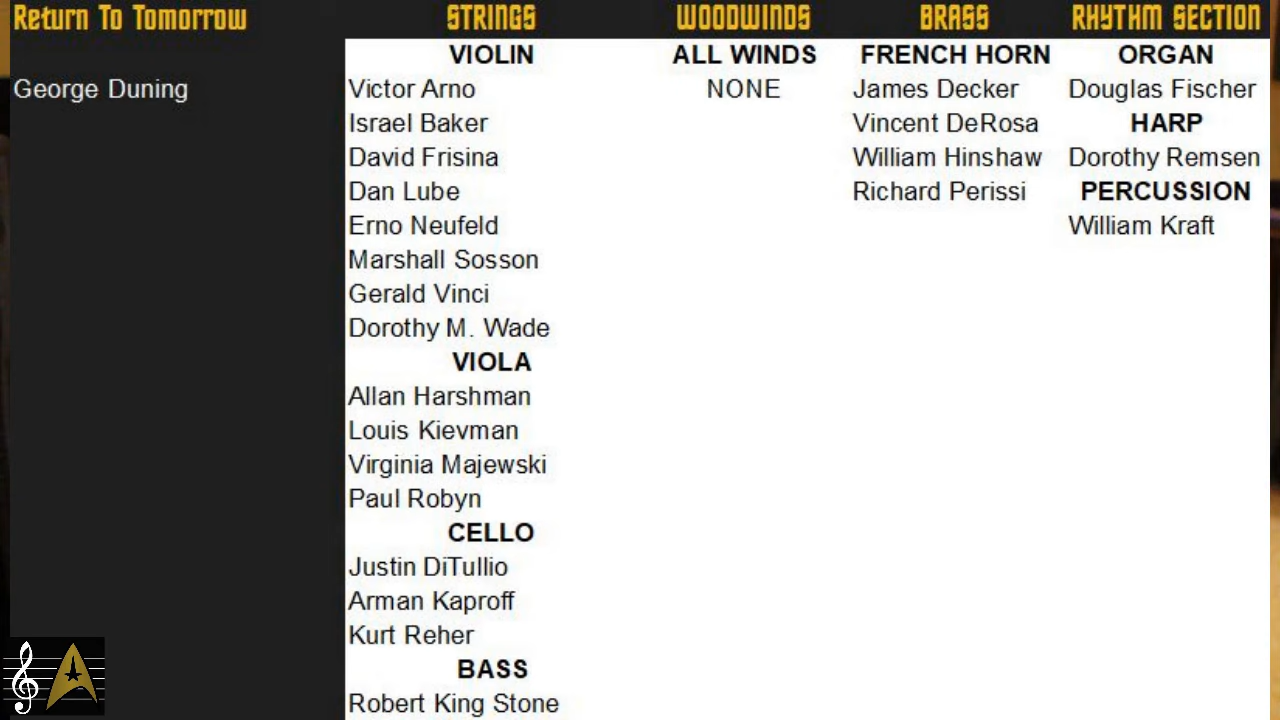 Return To Tomorrow
George Duning
STRINGS
VIOLIN
Victor Arno
Israel Baker
David Frisina
Dan Lube
Erno Neufeld
Marshall Sosson
Gerald Vinci
Dorothy M. Wade
VIOLA
Allan Harshman
Louis Kievman
Virginia Majewski
Paul Robyn
CELLO
Justin DiTullio
Arman Kaproff
Kurt Reher
BASS
Robert King Stone
WOODWINDS
ALL WINDS
NONE
BRASS
FRENCH HORN
James Decker
Vincent DeRosa
William Hinshaw
Richard Perissi
RHYTHM SECTION
ORGAN
Douglas Fischer
HARP
Dorothy Remsen
PERCUSSION
William Kraft